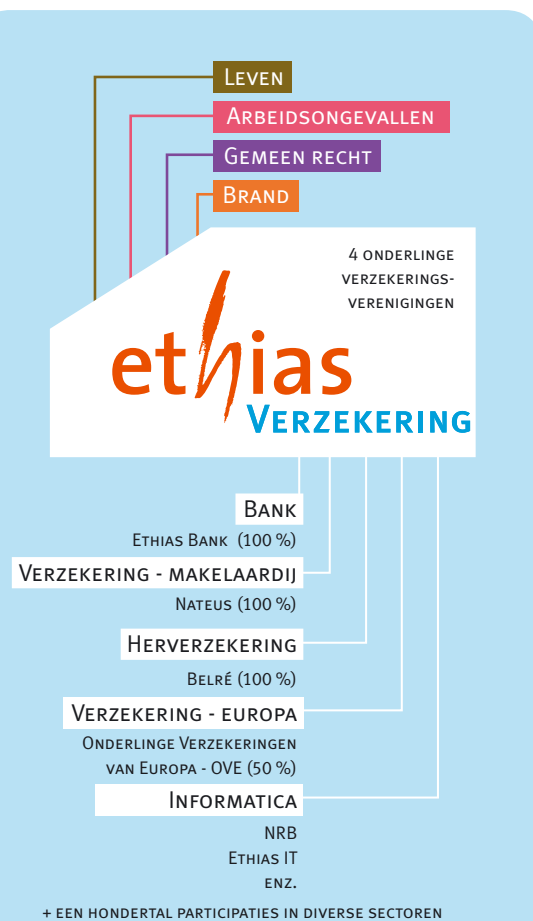 Leven
Arbeidsongevallen
Gemeen recht
Brand
4 onderlinge
verzekerings-
verenigingen
ethias
Verzekering
Bank
Ethias Bank (100 %)
Verzekering - makelaardij
Nateus (100 %)
Herverzekering
Belré (100 %)
Verzekering - europa
Onderlinge Verzekeringen
van Europa - OVE (50 %)
Informatica
NRB
Ethias IT
enz.
+ een hondertal participaties in diverse sectoren